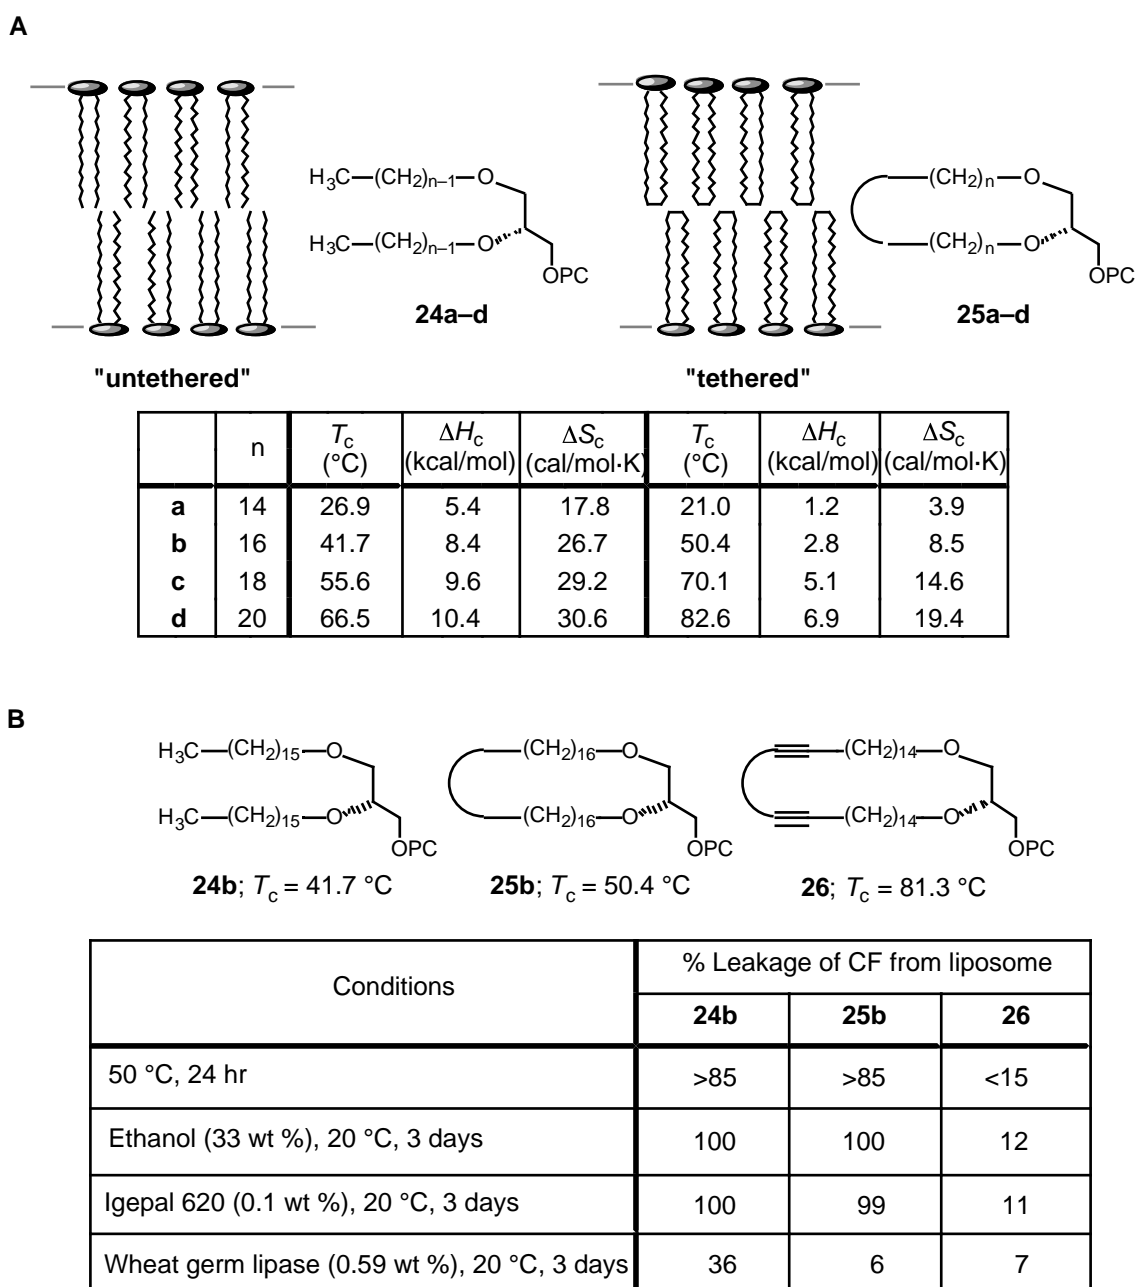 A
H₃C—(CH₂)ₙ₋₁—O
H₃C—(CH₂)ₙ₋₁—O
OPC
24a–d
(CH₂)ₙ—O
(CH₂)ₙ—O
OPC
25a–d
"untethered"
"tethered"
n Tc (°C) ΔHc (kcal/mol) ΔSc (cal/mol·K) Tc (°C) ΔHc (kcal/mol) ΔSc (cal/mol·K)
a 14 26.9 5.4 17.8 21.0 1.2 3.9
b 16 41.7 8.4 26.7 50.4 2.8 8.5
c 18 55.6 9.6 29.2 70.1 5.1 14.6
d 20 66.5 10.4 30.6 82.6 6.9 19.4
B
H₃C—(CH₂)₁₅—O
H₃C—(CH₂)₁₅—O
OPC
24b; Tc = 41.7 °C
(CH₂)₁₆—O
(CH₂)₁₆—O
OPC
25b; Tc = 50.4 °C
(CH₂)₁₄—O
(CH₂)₁₄—O
OPC
26; Tc = 81.3 °C
Conditions
% Leakage of CF from liposome
24b 25b 26
50 °C, 24 hr >85 >85 <15
Ethanol (33 wt %), 20 °C, 3 days 100 100 12
Igepal 620 (0.1 wt %), 20 °C, 3 days 100 99 11
Wheat germ lipase (0.59 wt %), 20 °C, 3 days 36 6 7